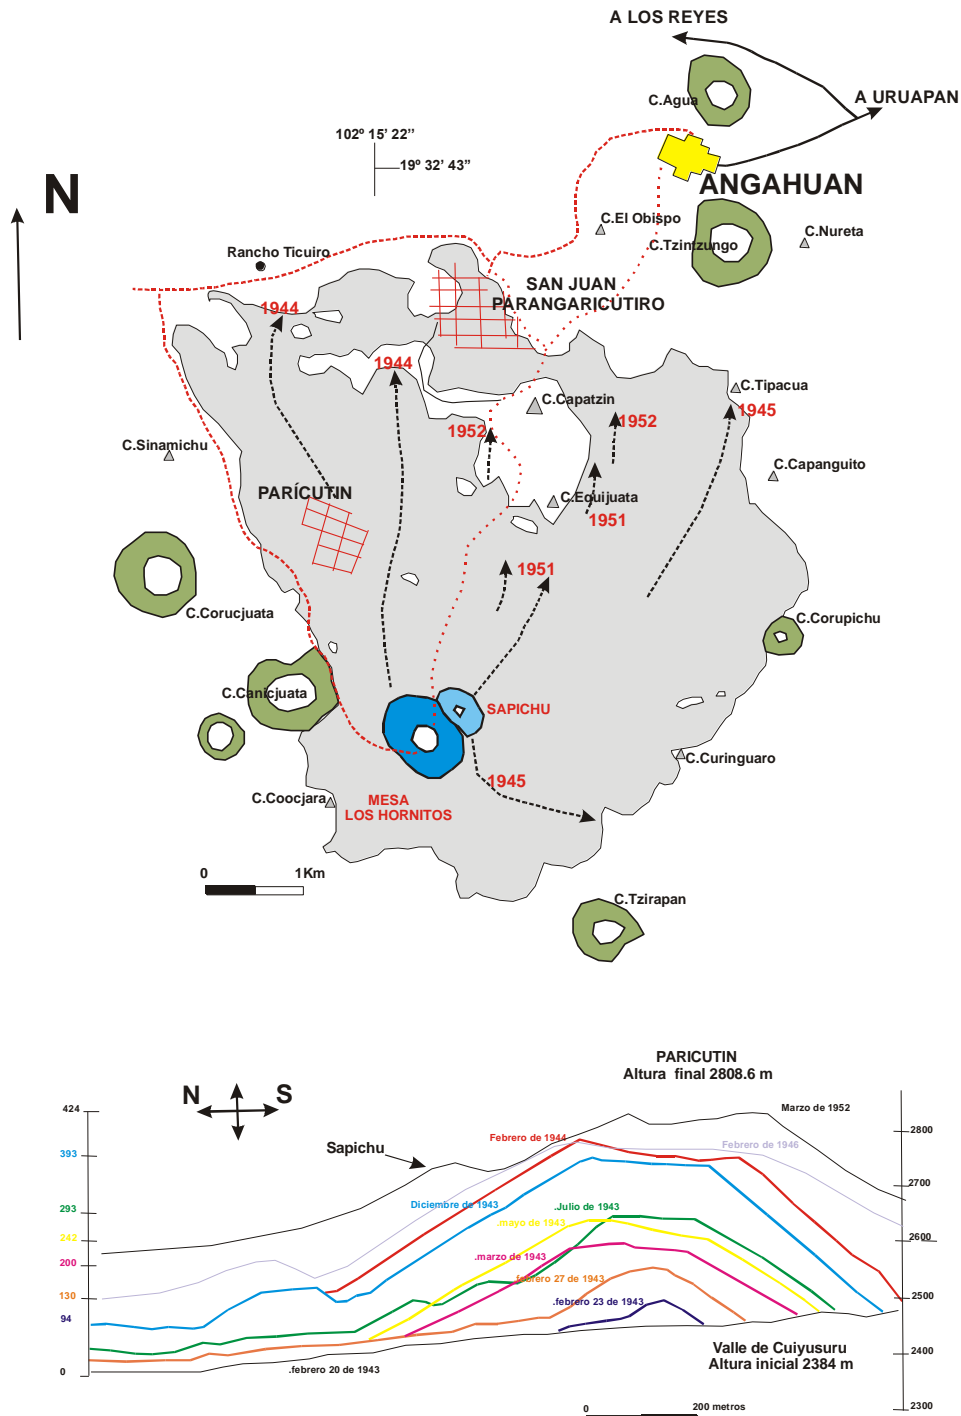 A LOS REYES
C.Agua
A URUAPAN
102º 15' 22''
19º 32' 43”
N
ANGAHUAN
C.El Obispo
C.Tzintzungo
C.Nureta
Rancho Ticuiro
SAN JUAN
PARANGARICUTIRO
1944
1944
C.Tipacua
1945
C.Capatzin
1952
1952
C.Sinamichu
C.Capanguito
PARÍCUTIN
C.Equijuata
1951
1951
C.Corucjuata
C.Corupichu
C.Canicjuata
SAPICHU
C.Curinguaro
1945
C.Coocjara
MESA
LOS HORNITOS
0 1Km
C.Tzirapan
PARICUTIN
Altura final 2808.6 m
N S
424
Marzo de 1952
2800
Febrero de 1944
Febrero de 1946
Sapichu
393
2700
Diciembre de 1943
.Julio de 1943
293
.mayo de 1943
242
2600
.marzo de 1943
200
.febrero 27 de 1943
130
2500
.febrero 23 de 1943
94
Valle de Cuiyusuru
Altura inicial 2384 m
2400
0
.febrero 20 de 1943
2300
0 200 metros